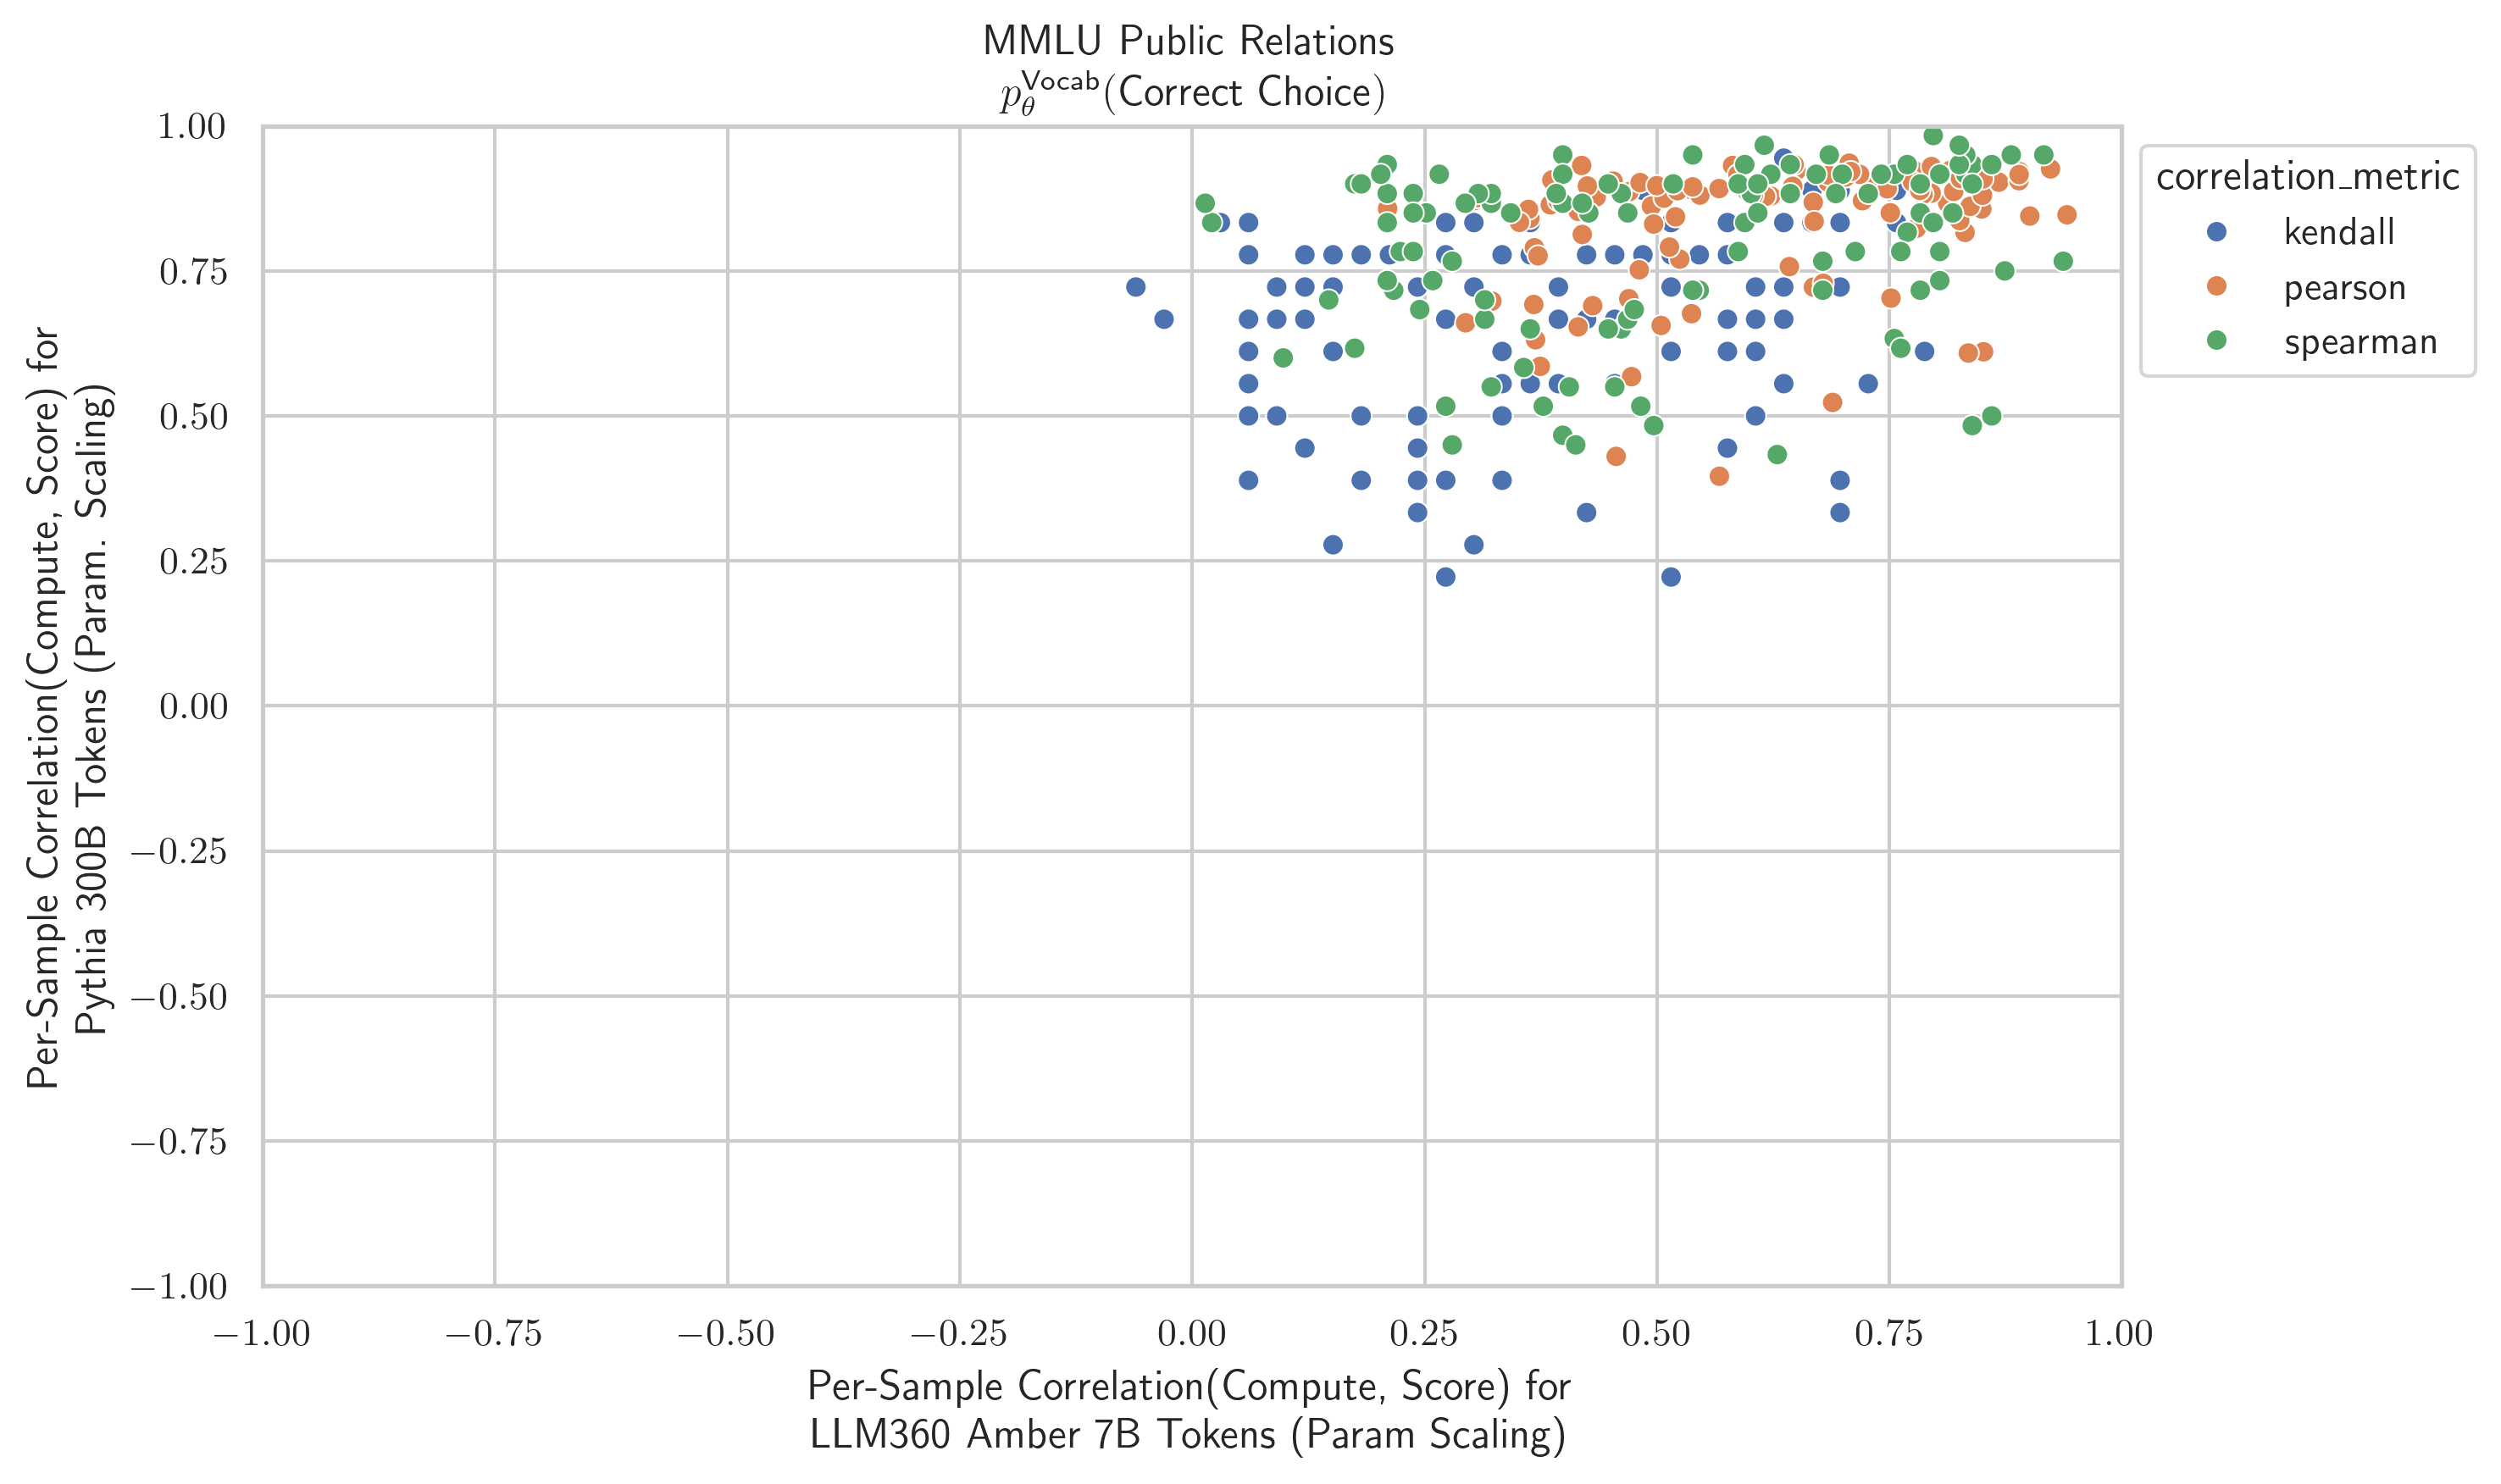 MMLU Public Relations
p_θ^Vocab(Correct Choice)
1.00
0.75
0.50
0.25
0.00
−0.25
−0.50
−0.75
−1.00
Per-Sample Correlation(Compute, Score) for
Pythia 300B Tokens (Param. Scaling)
−1.00
−0.75
−0.50
−0.25
0.00
0.25
0.50
0.75
1.00
Per-Sample Correlation(Compute, Score) for
LLM360 Amber 7B Tokens (Param Scaling)
correlation_metric
kendall
pearson
spearman